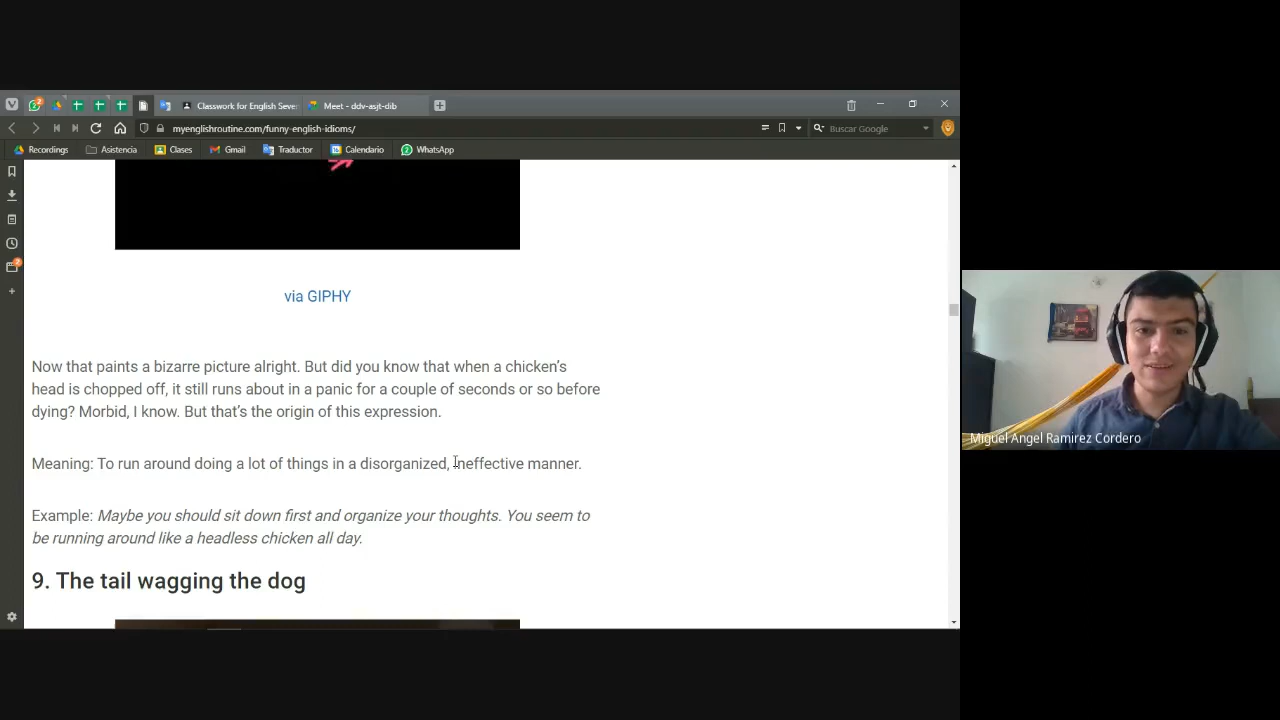 2
Classwork for English Seve
Meet - ddv-asjt-dib
myenglishroutine.com/funny-english-idioms/
Buscar Google
Recordings
Asistencia
Clases
Gmail
Traductor
Calendario
WhatsApp
2
via GIPHY
Now that paints a bizarre picture alright. But did you know that when a chicken’s
head is chopped off, it still runs about in a panic for a couple of seconds or so before
dying? Morbid, I know. But that’s the origin of this expression.
Meaning: To run around doing a lot of things in a disorganized, ineffective manner.
Example: Maybe you should sit down first and organize your thoughts. You seem to
be running around like a headless chicken all day.
9. The tail wagging the dog
Miguel Angel Ramirez Cordero